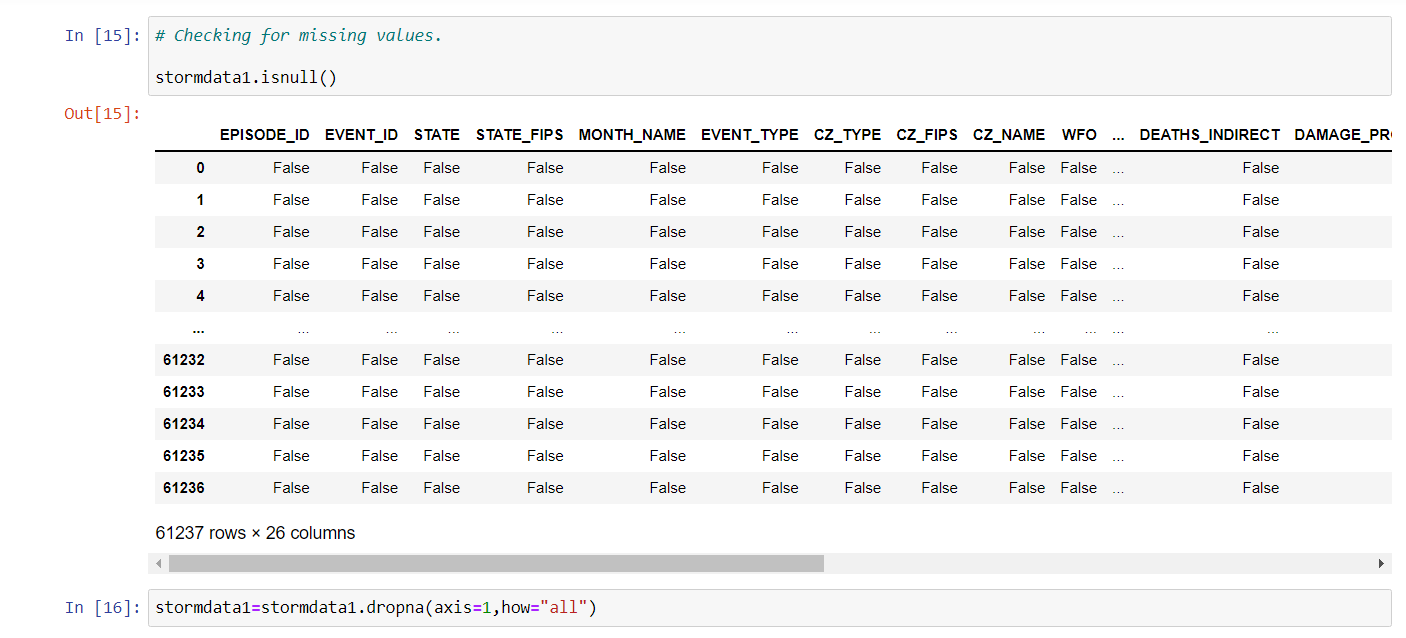 In [15]: # Checking for missing values.
stormdata1.isnull()
Out[15]:
EPISODE_ID EVENT_ID STATE STATE_FIPS MONTH_NAME EVENT_TYPE CZ_TYPE CZ_FIPS CZ_NAME WFO ... DEATHS_INDIRECT DAMAGE_PR
0 False False False False False False False False False False ... False
1 False False False False False False False False False False ... False
2 False False False False False False False False False False ... False
3 False False False False False False False False False False ... False
4 False False False False False False False False False False ... False
... ... ... ... ... ... ... ... ... ... ... ... ...
61232 False False False False False False False False False False ... False
61233 False False False False False False False False False False ... False
61234 False False False False False False False False False False ... False
61235 False False False False False False False False False False ... False
61236 False False False False False False False False False False ... False
61237 rows × 26 columns
In [16]: stormdata1=stormdata1.dropna(axis=1,how="all")